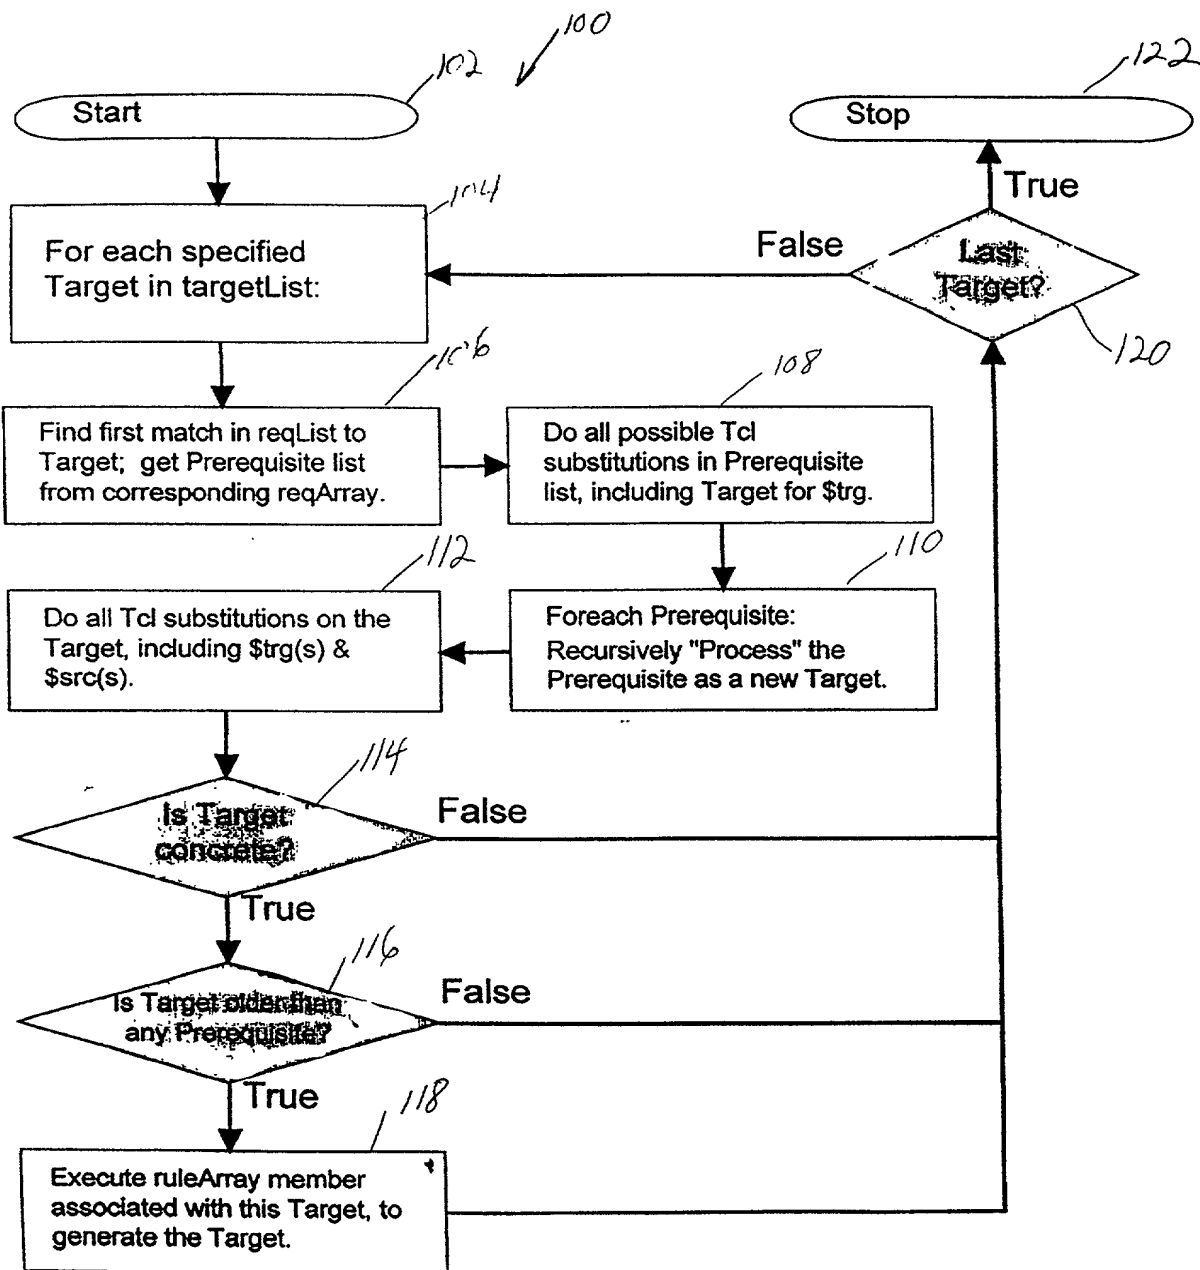 100
102
Start
122
Stop
True
104
For each specified
Target in targetList:
False
Last
Target?
120
106
Find first match in reqList to
Target; get Prerequisite list
from corresponding reqArray.
108
Do all possible Tcl
substitutions in Prerequisite
list, including Target for $trg.
112
Do all Tcl substitutions on the
Target, including $trg(s) &
$src(s).
110
Foreach Prerequisite:
Recursively "Process" the
Prerequisite as a new Target.
114
Is Target
concrete?
False
True
116
Is Target older than
any Prerequisite?
False
True
118
Execute ruleArray member
associated with this Target, to
generate the Target.